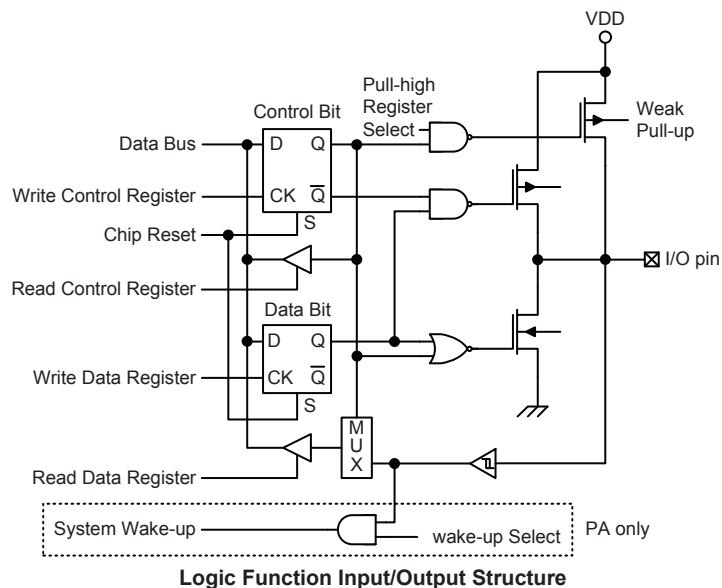 VDD
Pull-high
Register
Select
Weak
Pull-up
Control Bit
Data Bus
D
Q
Write Control Register
CK
Q
S
Chip Reset
I/O pin
Read Control Register
Data Bit
D
Q
Write Data Register
CK
Q
S
M
U
X
Read Data Register
System Wake-up
wake-up Select
PA only
Logic Function Input/Output Structure